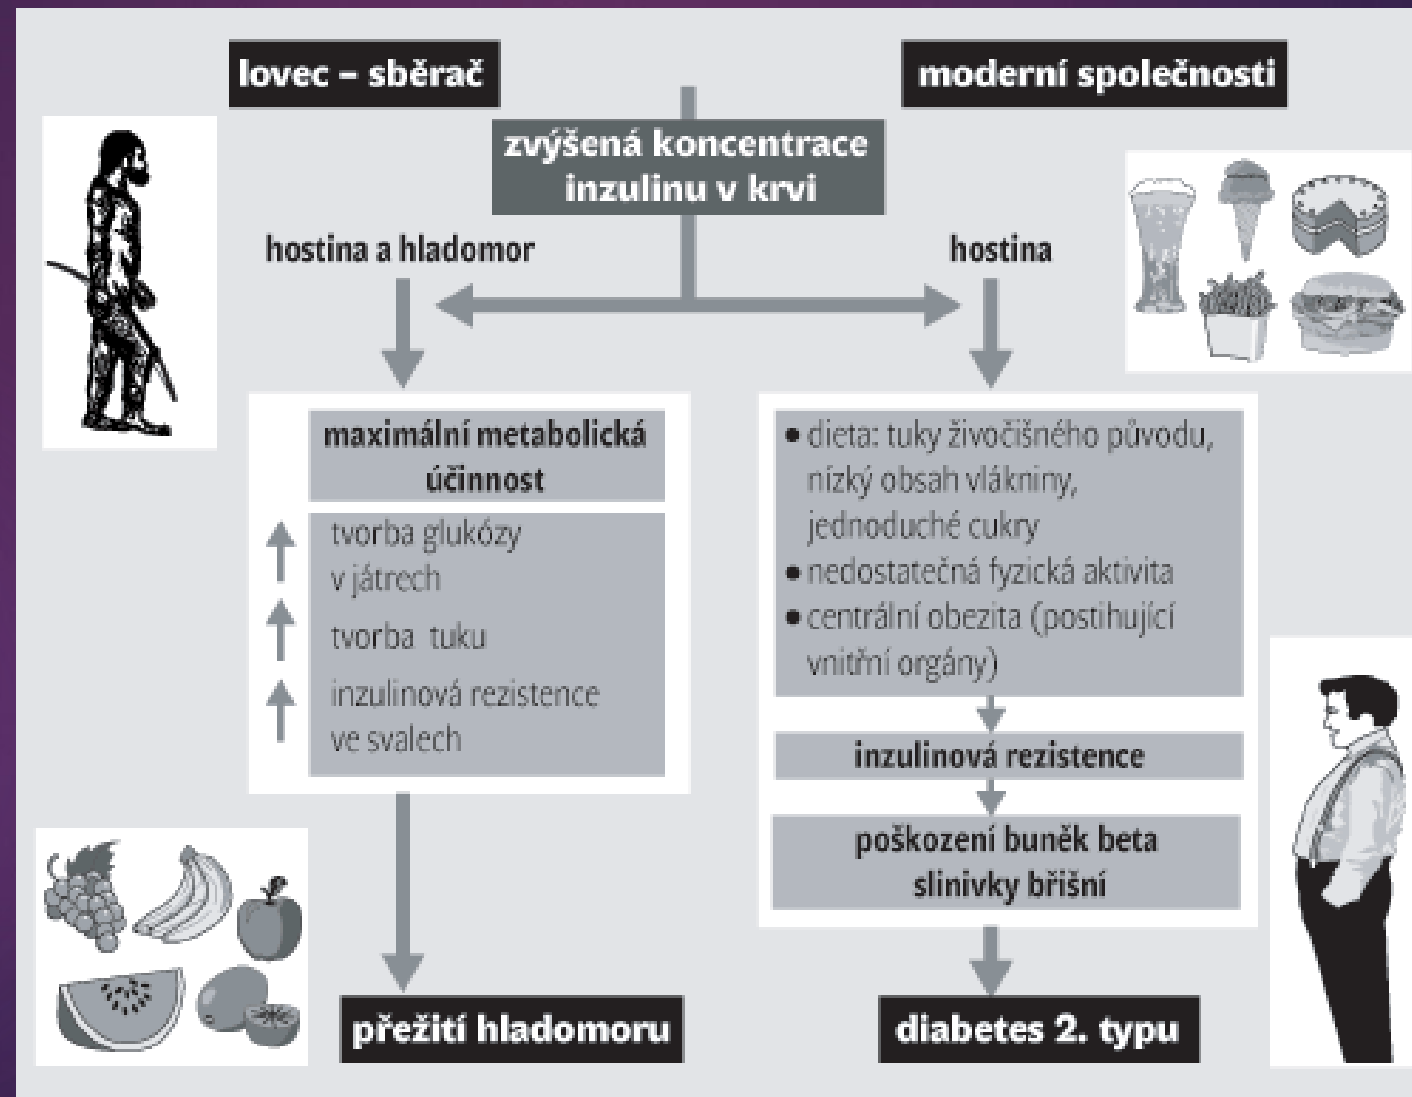 lovec – sběrač
moderní společnosti
zvýšená koncentrace
inzulinu v krvi
hostina a hladomor
hostina
maximální metabolická
účinnost
tvorba glukózy
v játrech
tvorba tuku
inzulinová rezistence
ve svalech
přežití hladomoru
• dieta: tuky živočišného původu,
nízký obsah vlákniny,
jednoduché cukry
• nedostatečná fyzická aktivita
• centrální obezita (postihující
vnitřní orgány)
inzulinová rezistence
poškození buněk beta
slinivky břišní
diabetes 2. typu